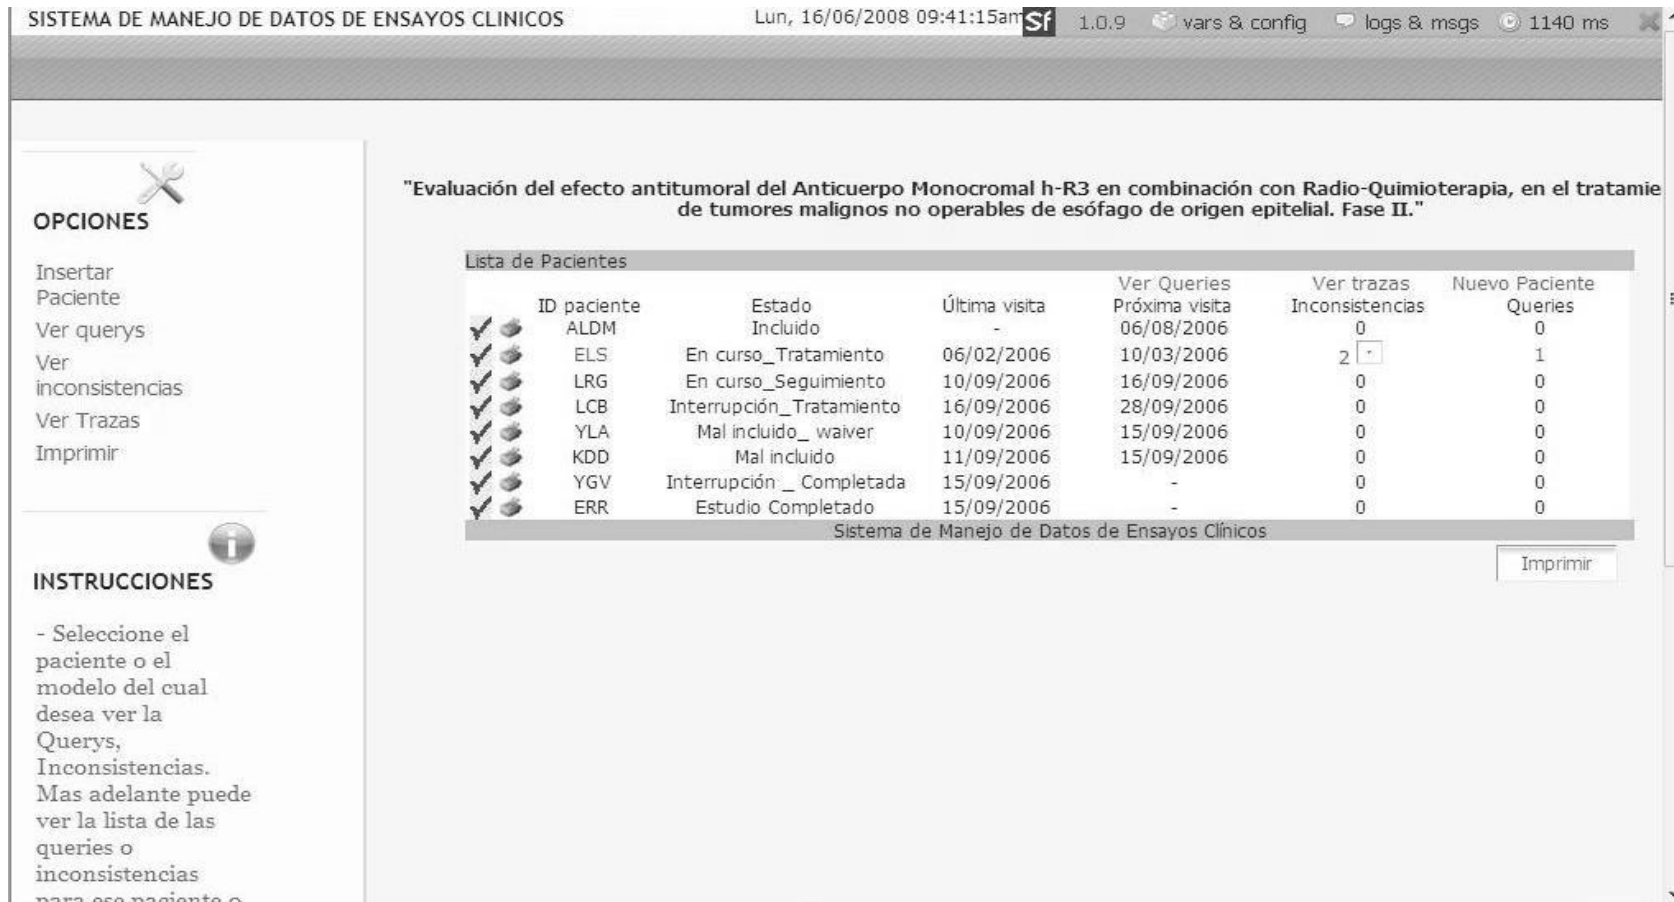 SISTEMA DE MANEJO DE DATOS DE ENSAYOS CLINICOS
Lun, 16/06/2008 09:41:15am
Sf 1.0.9 vars & config logs & msgs 1140 ms
OPCIONES
Insertar
Paciente
Ver querys
Ver
inconsistencias
Ver Trazas
Imprimir
INSTRUCCIONES
- Seleccione el
paciente o el
modelo del cual
desea ver la
Querys,
Inconsistencias.
Mas adelante puede
ver la lista de las
queries o
inconsistencias
para ese paciente o
"Evaluación del efecto antitumoral del Anticuerpo Monocromal h-R3 en combinación con Radio-Quimioterapia, en el tratamie
de tumores malignos no operables de esófago de origen epitelial. Fase II."
Lista de Pacientes
Ver Queries Ver trazas Nuevo Paciente
ID paciente Estado Última visita Próxima visita Inconsistencias Queries
ALDM Incluido - 06/08/2006 0 0
ELS En curso_Tratamiento 06/02/2006 10/03/2006 2 1
LRG En curso_Seguimiento 10/09/2006 16/09/2006 0 0
LCB Interrupción_Tratamiento 16/09/2006 28/09/2006 0 0
YLA Mal incluido_ waiver 10/09/2006 15/09/2006 0 0
KDD Mal incluido 11/09/2006 15/09/2006 0 0
YGV Interrupción _ Completada 15/09/2006 - 0 0
ERR Estudio Completado 15/09/2006 - 0 0
Sistema de Manejo de Datos de Ensayos Clínicos
Imprimir